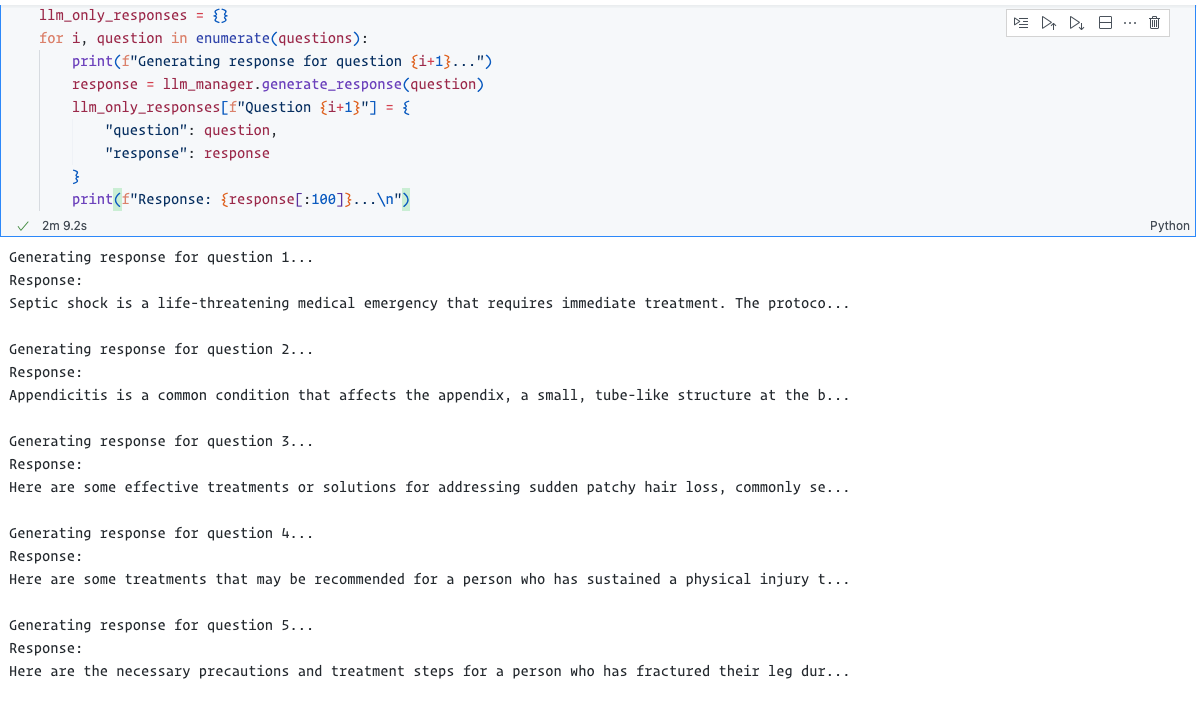 llm_only_responses = {}
for i, question in enumerate(questions):
    print(f"Generating response for question {i+1}...")
    response = llm_manager.generate_response(question)
    llm_only_responses[f"Question {i+1}"] = {
        "question": question,
        "response": response
    }
    print(f"Response: {response[:100]}...\n")
2m 9.2s
Python
Generating response for question 1...
Response:
Septic shock is a life-threatening medical emergency that requires immediate treatment. The protoco...
Generating response for question 2...
Response:
Appendicitis is a common condition that affects the appendix, a small, tube-like structure at the b...
Generating response for question 3...
Response:
Here are some effective treatments or solutions for addressing sudden patchy hair loss, commonly se...
Generating response for question 4...
Response:
Here are some treatments that may be recommended for a person who has sustained a physical injury t...
Generating response for question 5...
Response:
Here are the necessary precautions and treatment steps for a person who has fractured their leg dur...